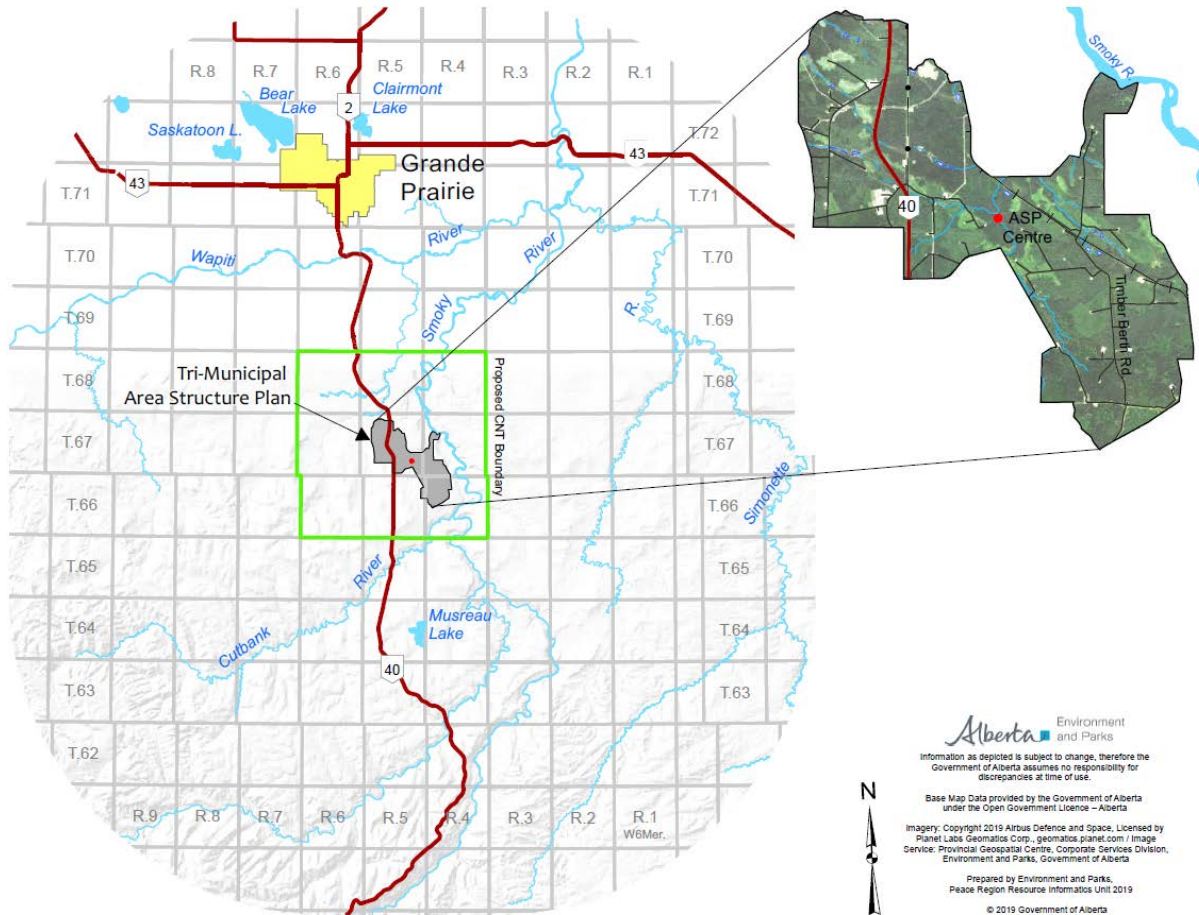 R.8
R.7
R.6
R.5
R.4
R.3
R.2
R.1
Bear
Lake
2
Clairmont
Lake
Saskatoon L.
T.72
43
43
Grande
Prairie
T.71
T.71
River
Wapiti
River
T.70
T.70
Smoky
R.
T.69
T.69
Tri-Municipal
Area Structure Plan
T.68
T.68
Proposed CNT Boundary
T.67
T.67
T.66
T.66
Simonette
River
T.65
T.65
Musreau
Lake
T.64
T.64
Cutbank
40
T.63
T.63
T.62
R.9
R.8
R.7
R.6
R.5
R.4
R.3
R.2
R.1
W6Mer.
Smoky R.
40
ASP
Centre
Timber Berth Rd
Alberta Environment
and Parks
Information as depicted is subject to change, therefore the
Government of Alberta assumes no responsibility for
discrepancies at time of use.
Base Map Data provided by the Government of Alberta
under the Open Government Licence – Alberta
N
Imagery: Copyright 2019 Airbus Defence and Space, Licensed by
Planet Labs Geomatics Corp., geomatics.planet.com / Image
Service: Provincial Geospatial Centre, Corporate Services Division,
Environment and Parks, Government of Alberta
Prepared by Environment and Parks,
Peace Region Resource Informatics Unit 2019
© 2019 Government of Alberta